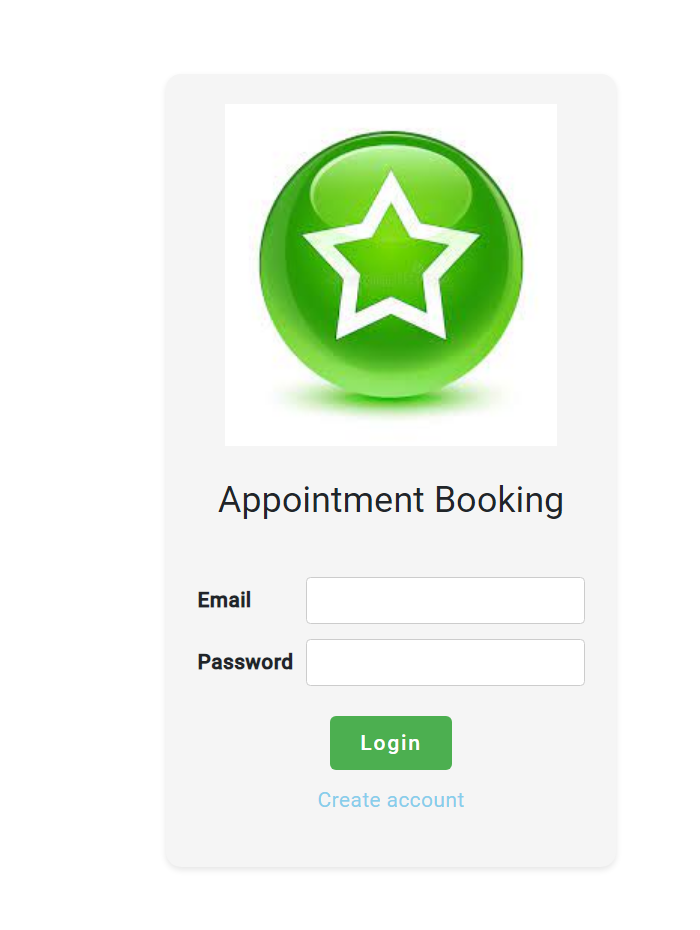 Appointment Booking
Email
Password
Login
Create account